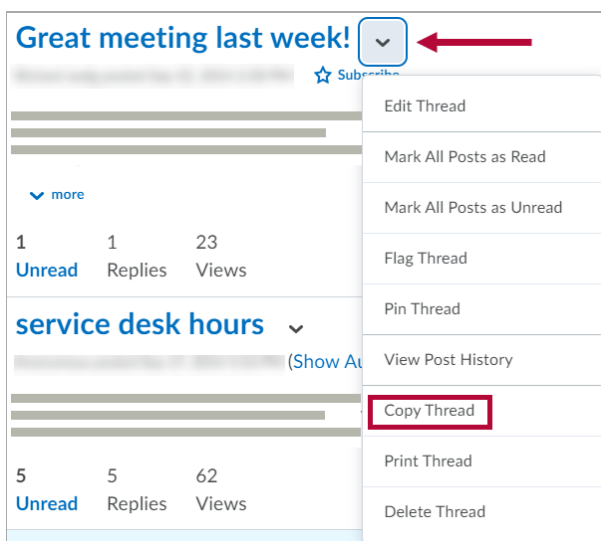 Great meeting last week!
Subscribe
more
1 1 23
Unread Replies Views
service desk hours
(Show Au
5 5 62
Unread Replies Views
Edit Thread
Mark All Posts as Read
Mark All Posts as Unread
Flag Thread
Pin Thread
View Post History
Copy Thread
Print Thread
Delete Thread